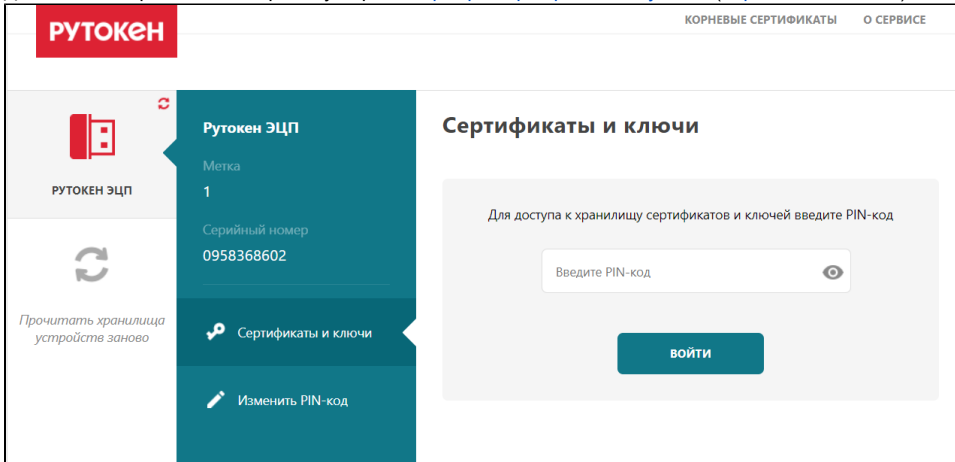 рутокен
КОРНЕВЫЕ СЕРТИФИКАТЫ О СЕРВИСЕ
РУТОКЕН ЭЦП
Прочитать хранилища
устройств заново
Рутокен ЭЦП
Метка
1
Серийный номер
0958368602
Сертификаты и ключи
Изменить PIN-код
Сертификаты и ключи
Для доступа к хранилищу сертификатов и ключей введите PIN-код
Введите PIN-код
ВОЙТИ